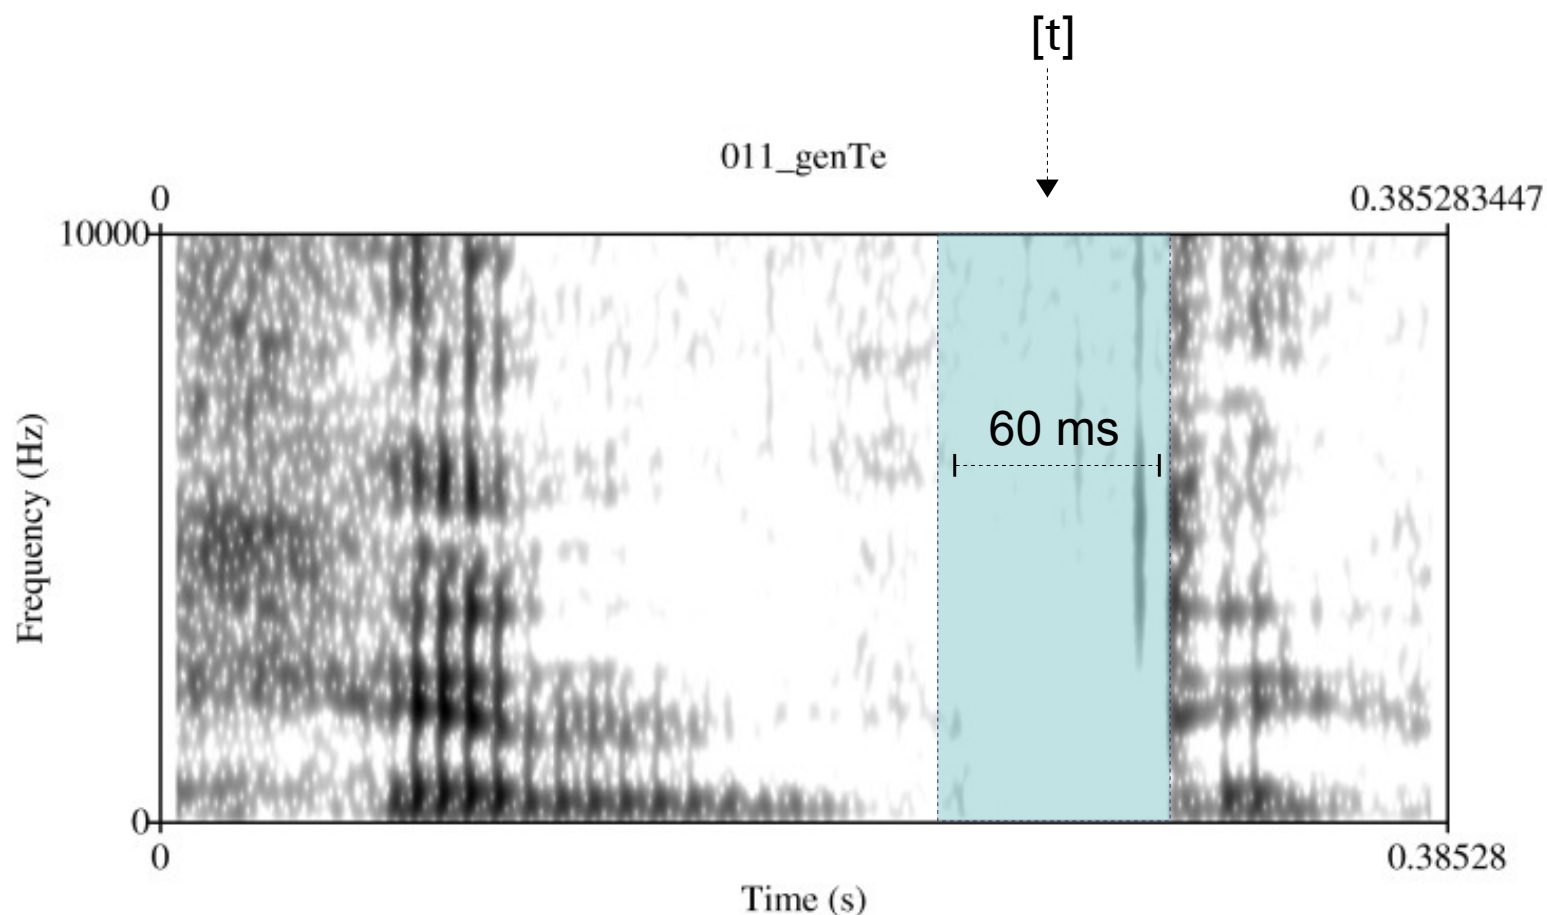 [t]
011_genTe
0 0.385283447
10000
60 ms
Frequency (Hz)
0
0 0.38528
Time (s)